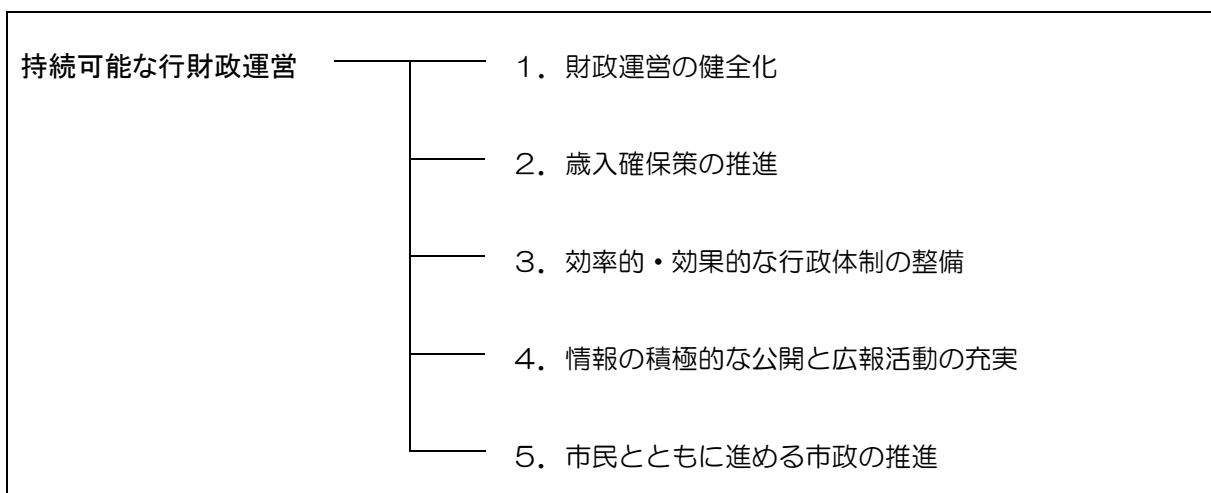 持続可能な行財政運営
1．財政運営の健全化
2．歳入確保策の推進
3．効率的・効果的な行政体制の整備
4．情報の積極的な公開と広報活動の充実
5．市民とともに進める市政の推進